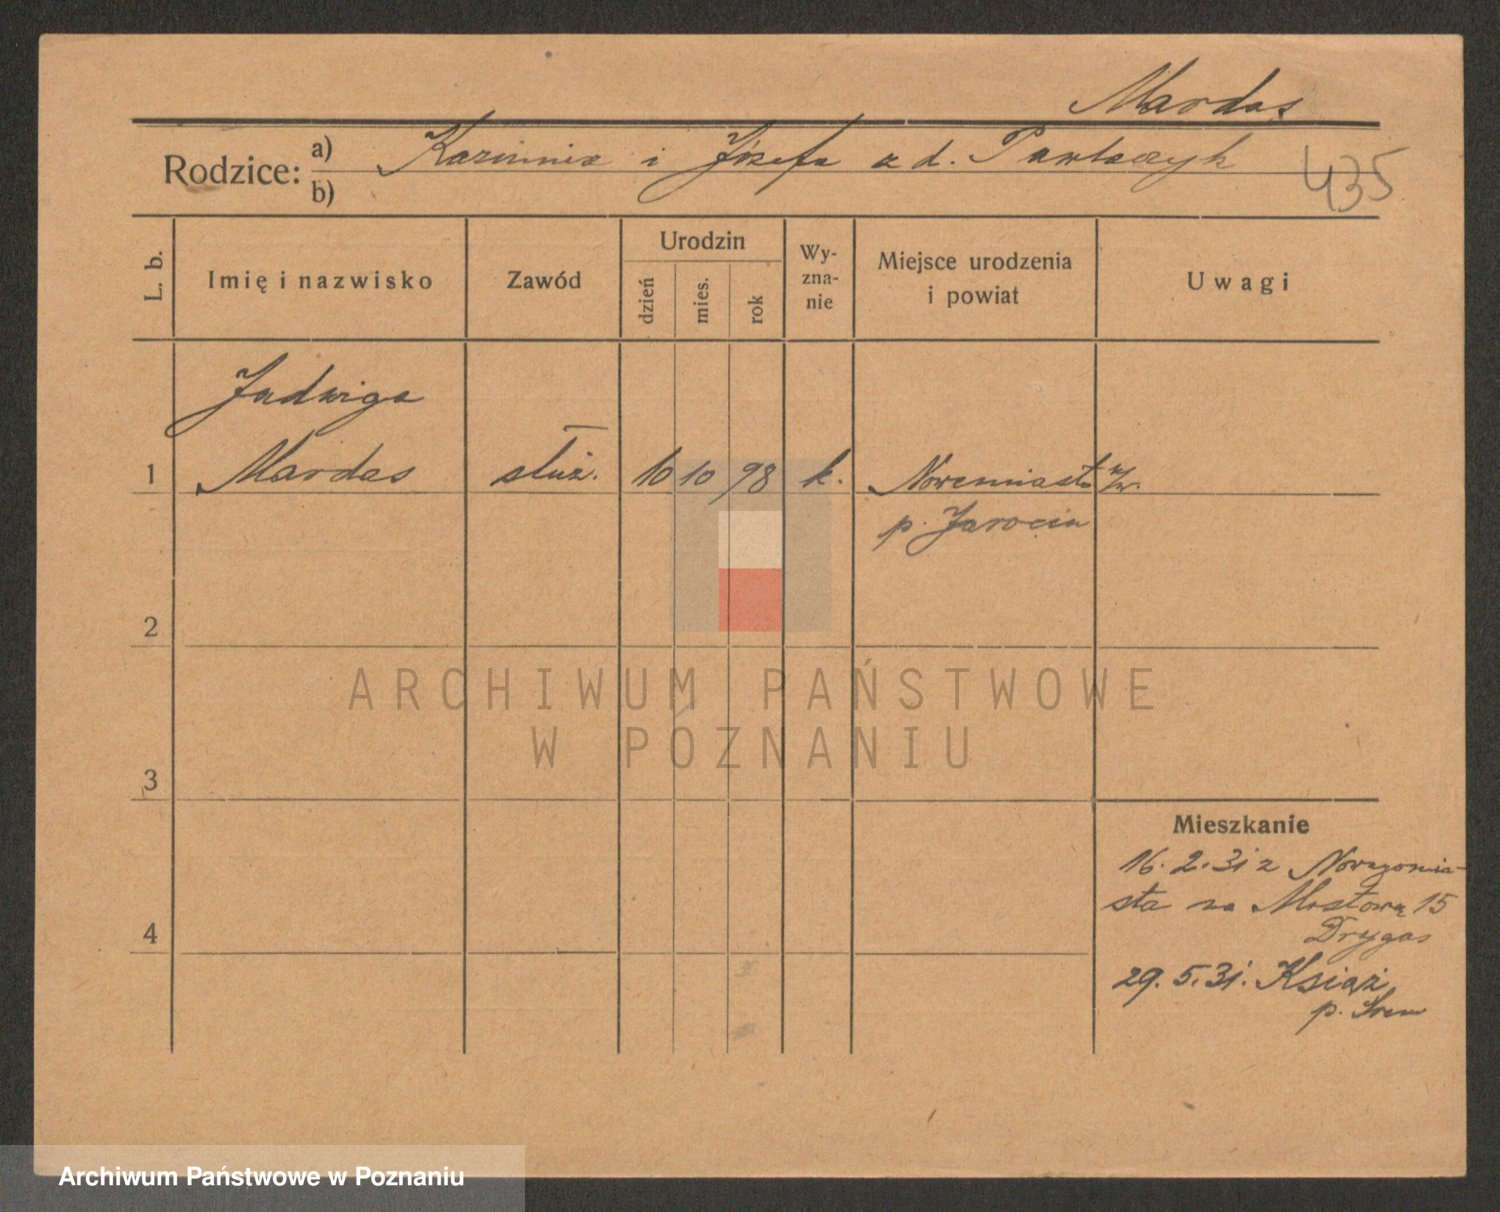 Mardas
Rodzice: a) Kazimierz i Józefa z d. Pawlaczyk
b)
435
L. b.
Imię i nazwisko
Zawód
Urodzin
dzień
mies.
rok
Wy-
zna-
nie
Miejsce urodzenia
i powiat
Uwagi
Jadwiga
1 Mardas służ. 10 10 98 k. Nowemiasto n/W.
p. Jarocin
2
3
4
Mieszkanie
16. 2. 31 z Nowegomia-
sta na Mostową 15
Drygas
29. 5. 31. Książ
p. Śrem
ARCHIWUM PAŃSTWOWE
W POZNANIU
Archiwum Państwowe w Poznaniu